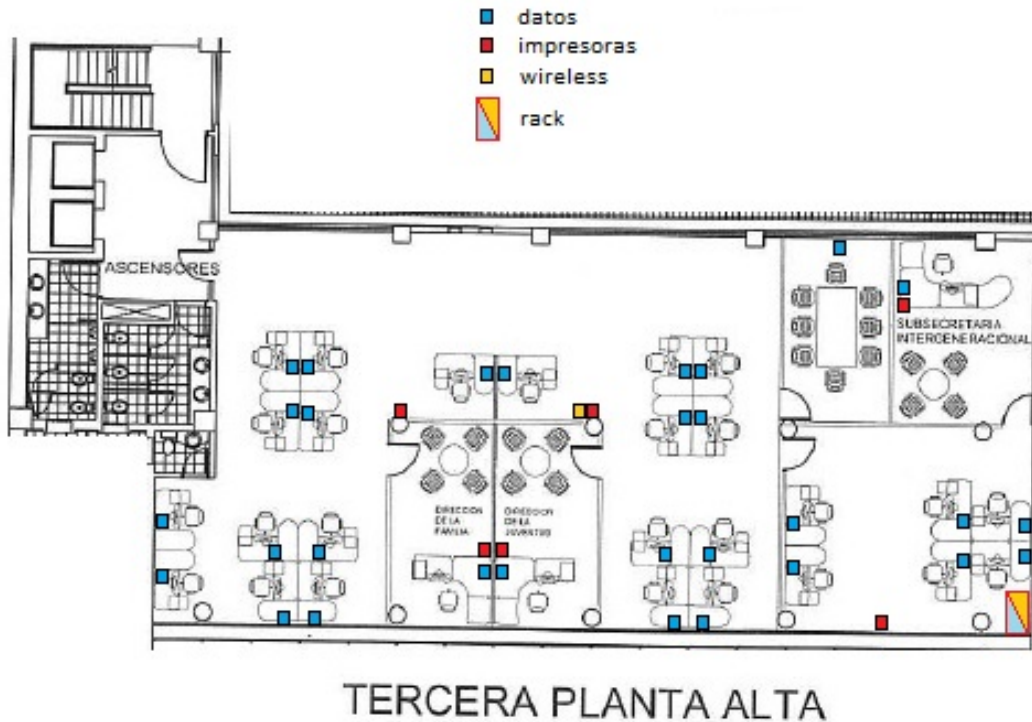 datos
impresoras
wireless
rack
ASCENSORES
SUBSECRETARIA
INTERGENERACIONAL
DIRECCION
DE LA
FAMILIA
DIRECCION
DE LA
JUVENTUD
TERCERA PLANTA ALTA